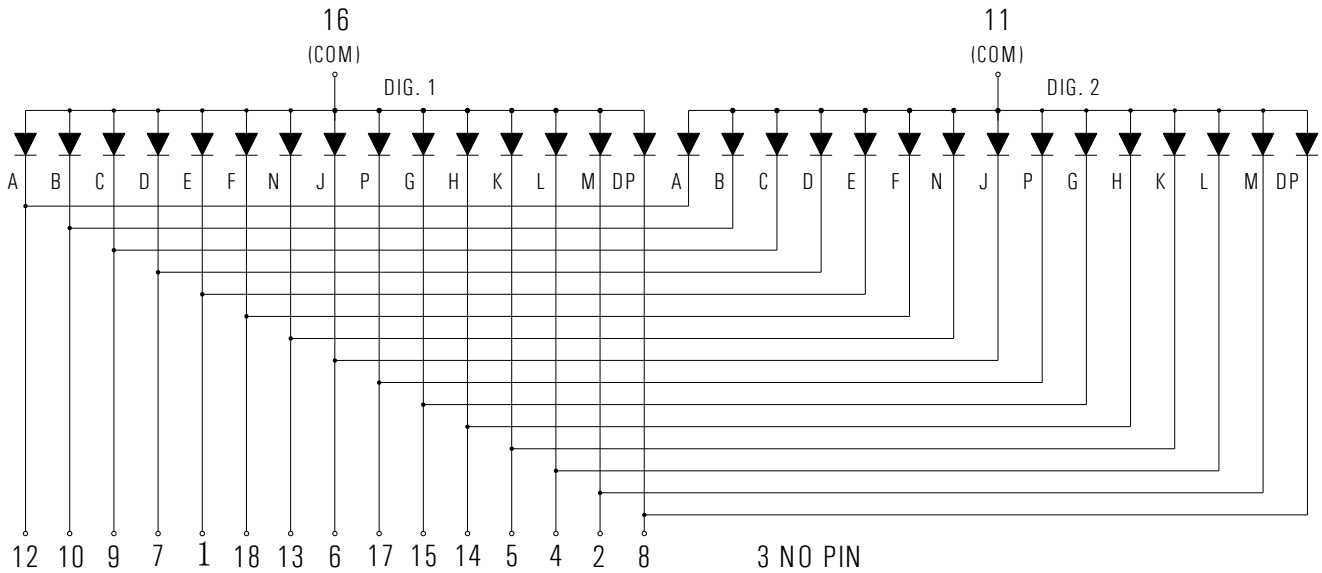 16 11
(COM) (COM)
DIG. 1 DIG. 2
A B C D E F N J P G H K L M DP A B C D E F N J P G H K L M DP
12 10 9 7 1 18 13 6 17 15 14 5 4 2 8 3 NO PIN